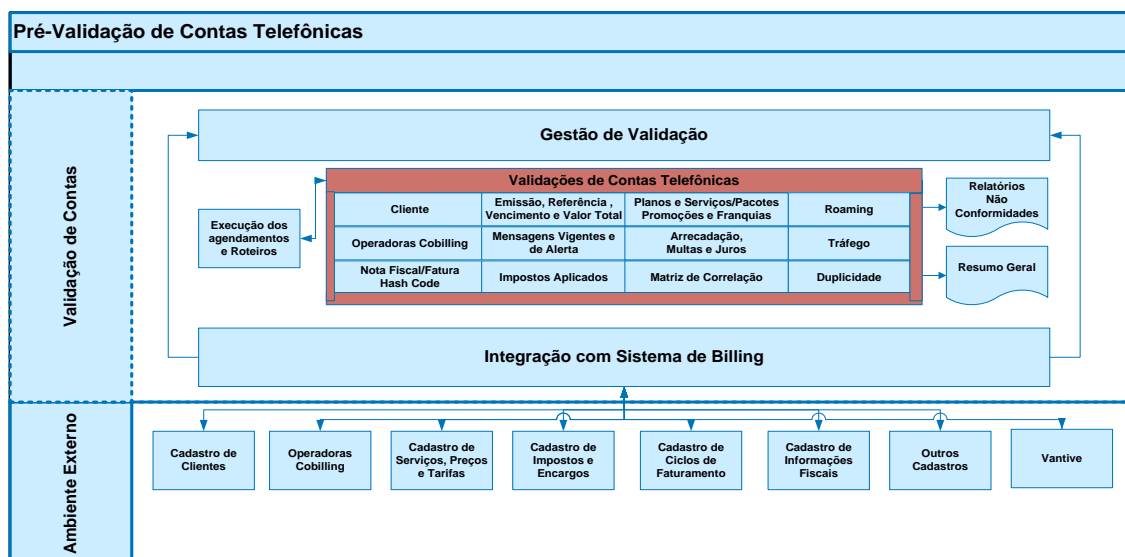 Pré-Validação de Contas Telefônicas
Validação de Contas
Gestão de Validação
Validações de Contas Telefônicas
Execução dos
agendamentos
e Roteiros
Cliente
Emissão, Referência ,
Vencimento e Valor Total
Planos e Serviços/Pacotes
Promoções e Franquias
Roaming
Operadoras Cobilling
Mensagens Vigentes e
de Alerta
Arrecadação,
Multas e Juros
Tráfego
Nota Fiscal/Fatura
Hash Code
Impostos Aplicados
Matriz de Correlação
Duplicidade
Relatórios
Não
Conformidades
Resumo Geral
Integração com Sistema de Billing
Ambiente Externo
Cadastro de
Clientes
Operadoras
Cobilling
Cadastro de
Serviços, Preços
e Tarifas
Cadastro de
Impostos e
Encargos
Cadastro de
Ciclos de
Faturamento
Cadastro de
Informações
Fiscais
Outros
Cadastros
Vantive